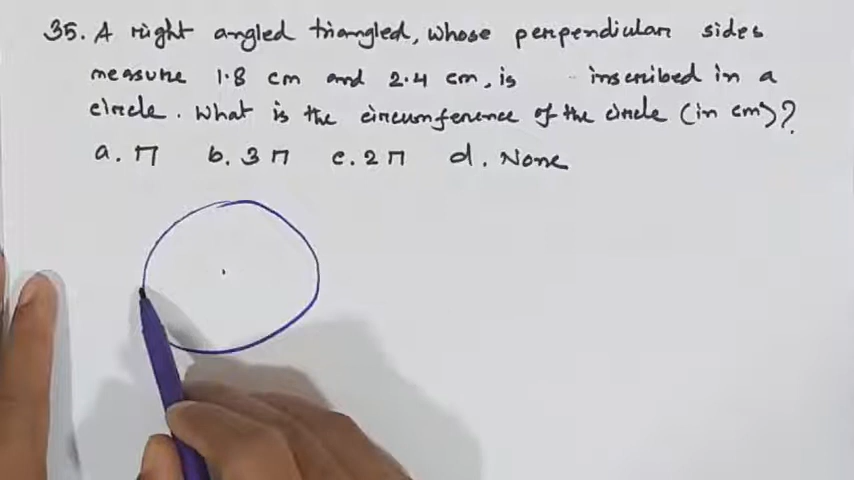 35. A right angled triangled, whose perpendicular sides
measure 1.8 cm and 2.4 cm, is inscribed in a
circle. What is the circumference of the circle (in cm)?
a. π b. 3π c. 2π d. None